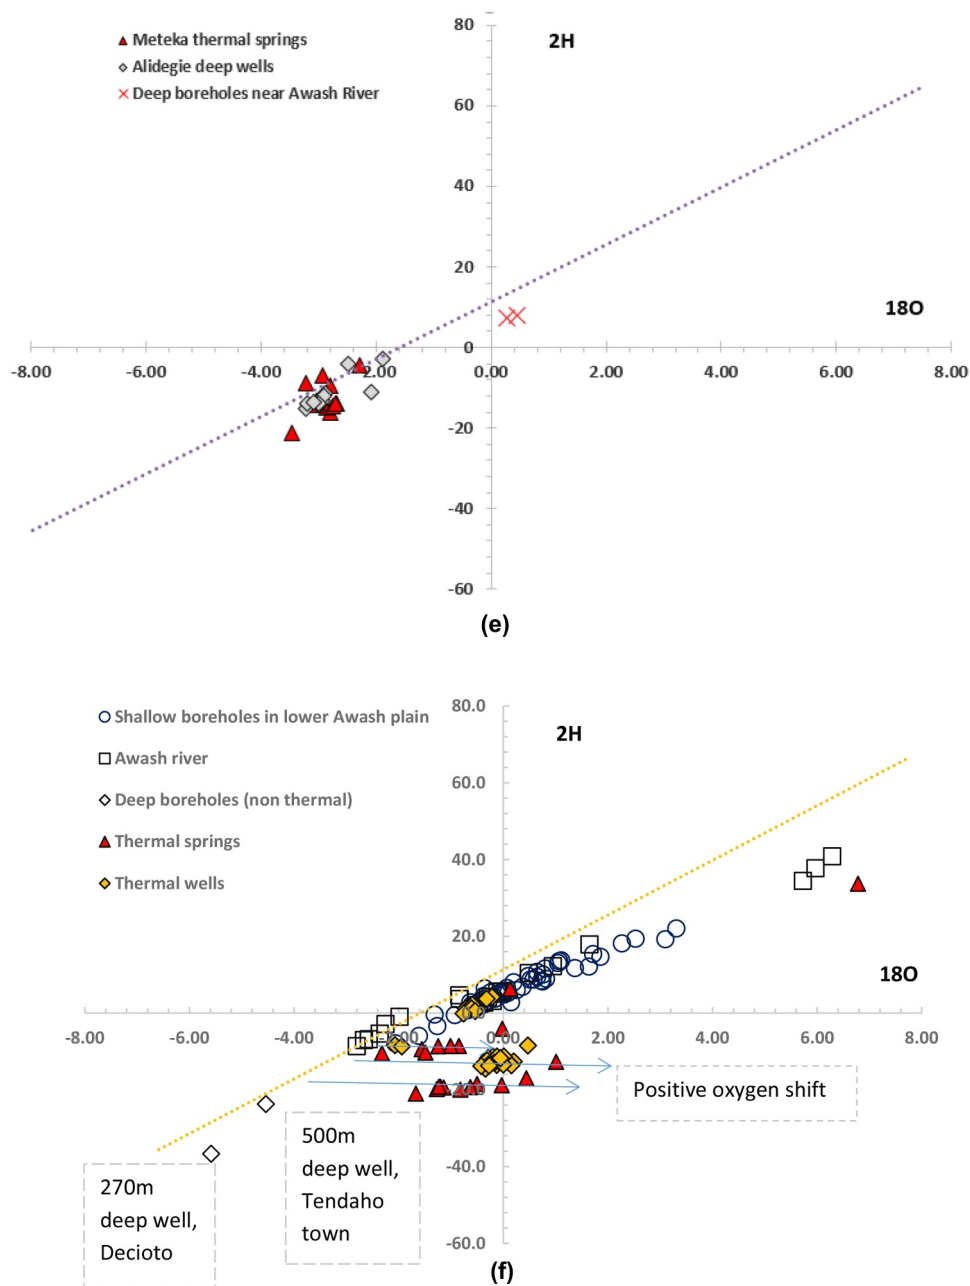 80
Meteka thermal springs
2H
Alidegie deep wells
Deep boreholes near Awash River
60
40
20
18O
0
-8.00 -6.00 -4.00 -2.00 0.00 2.00 4.00 6.00 8.00
-20
-40
-60
(e)
80.0
Shallow boreholes in lower Awash plain
2H
Awash river
60.0
Deep boreholes (non thermal)
Thermal springs
40.0
Thermal wells
20.0
18O
-8.00 -6.00 -4.00 -2.00 0.00 2.00 4.00 6.00 8.00
Positive oxygen shift
500m
deep well,
Tendaho
town
-40.0
270m
deep well,
Decioto
-60.0
(f)